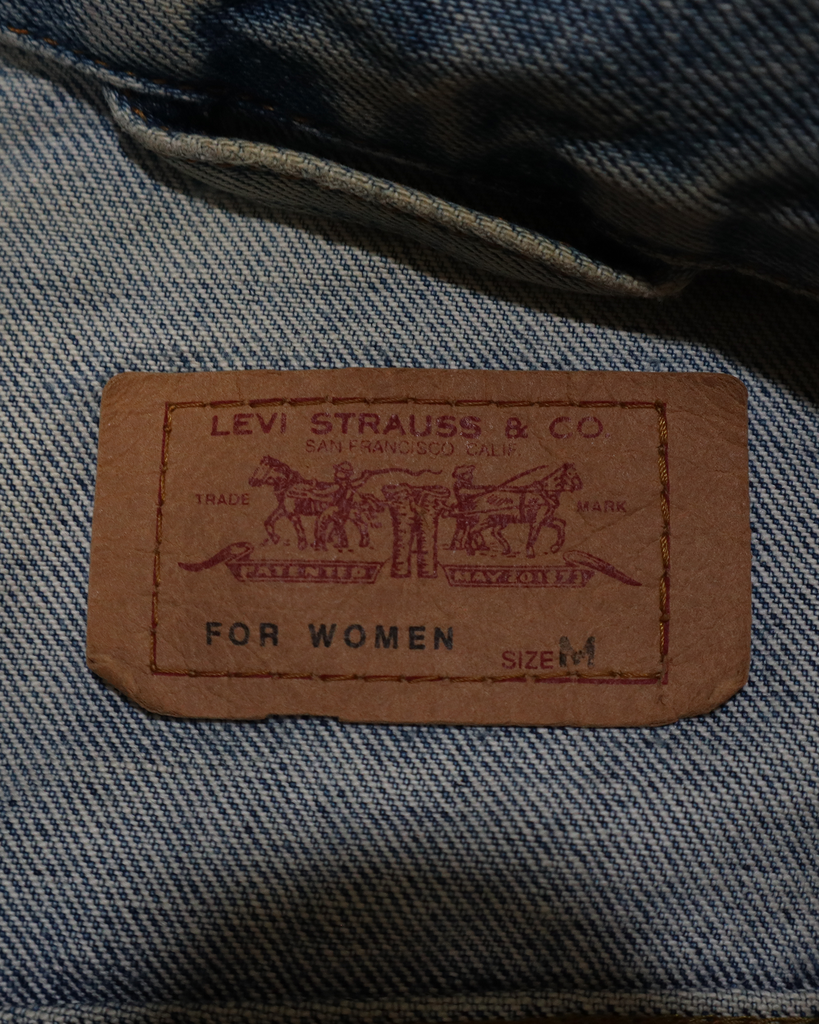 LEVI STRAUSS & CO
SAN FRANCISCO CALIF.
TRADE MARK
PATENTED MAY 20 1873
FOR WOMEN
SIZE M